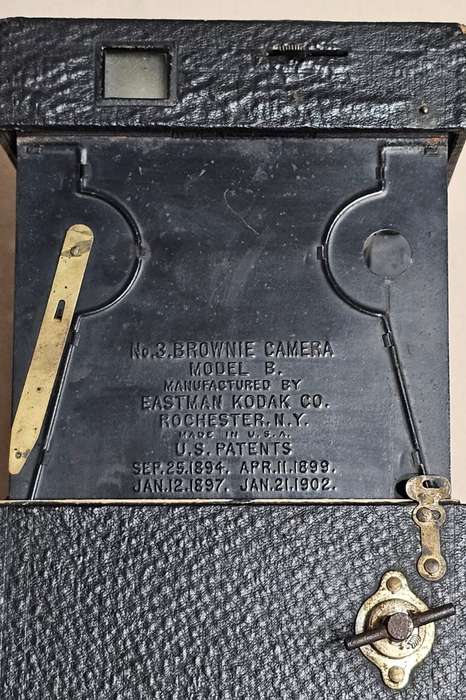 No.3.BROWNIE CAMERA
MODEL B.
MANUFACTURED BY
EASTMAN KODAK CO.
ROCHESTER, N.Y.
MADE IN U.S.A.
U.S. PATENTS
SEP.25.1894. APR.11.1899.
JAN.12.1897. JAN.21.1902.